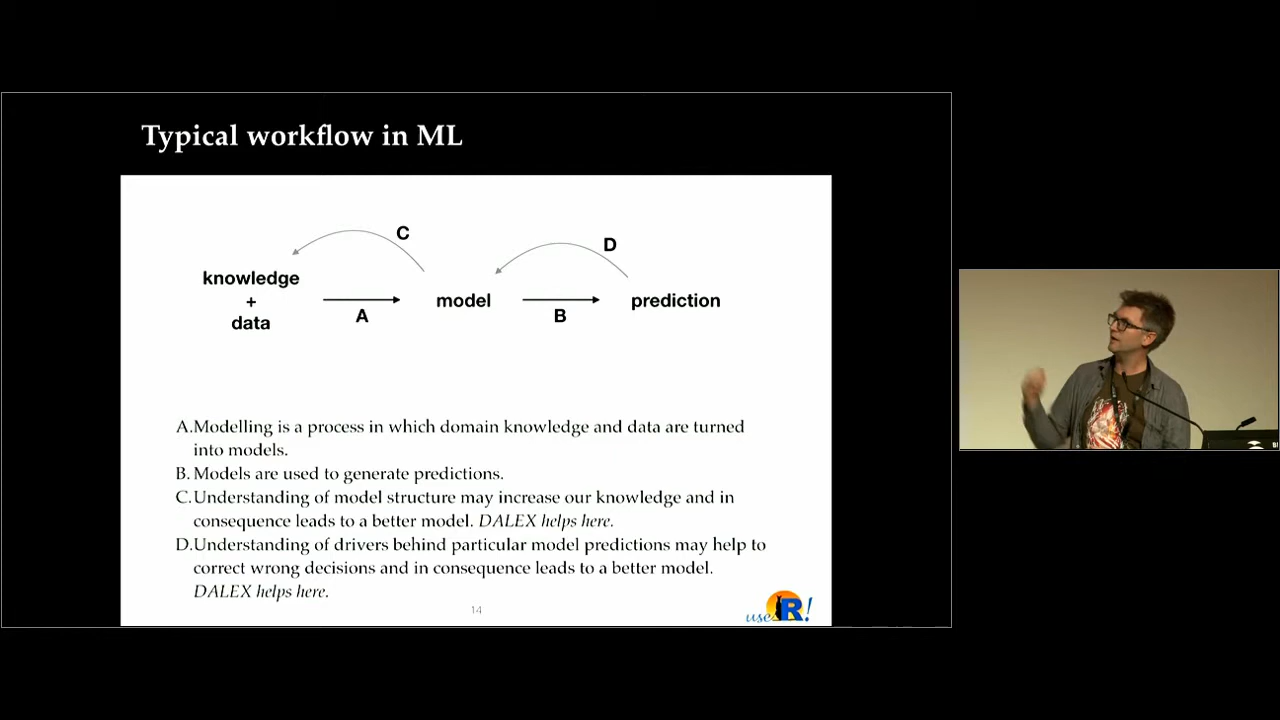 Typical workflow in ML
C
D
knowledge
+
data
A
model
B
prediction
A.Modelling is a process in which domain knowledge and data are turned
into models.
B. Models are used to generate predictions.
C.Understanding of model structure may increase our knowledge and in
consequence leads to a better model. DALEX helps here.
D.Understanding of drivers behind particular model predictions may help to
correct wrong decisions and in consequence leads to a better model.
DALEX helps here.
14
use R!